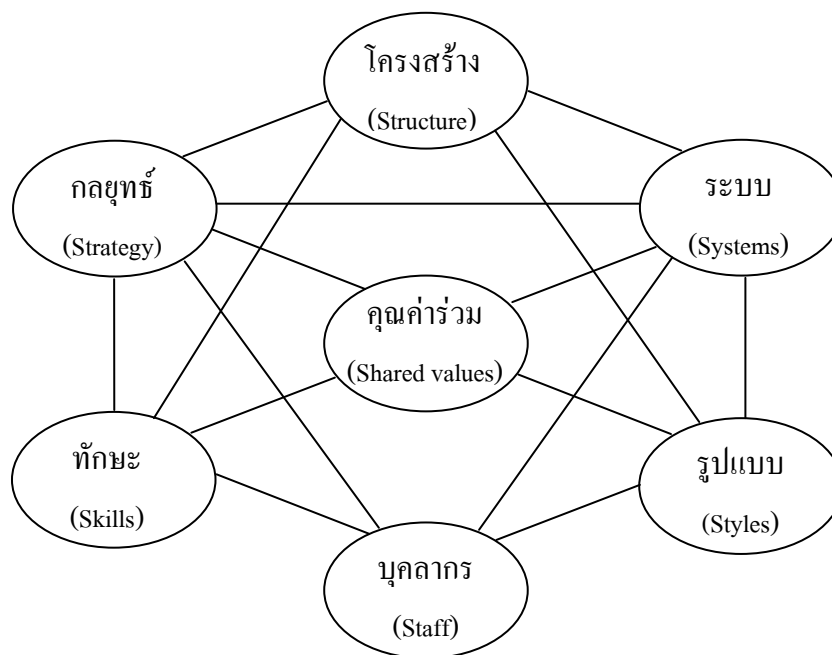 โครงสร้าง
(Structure)
กลยุทธ์
(Strategy)
ระบบ
(Systems)
คุณค่าร่วม
(Shared values)
ทักษะ
(Skills)
รูปแบบ
(Styles)
บุคลากร
(Staff)